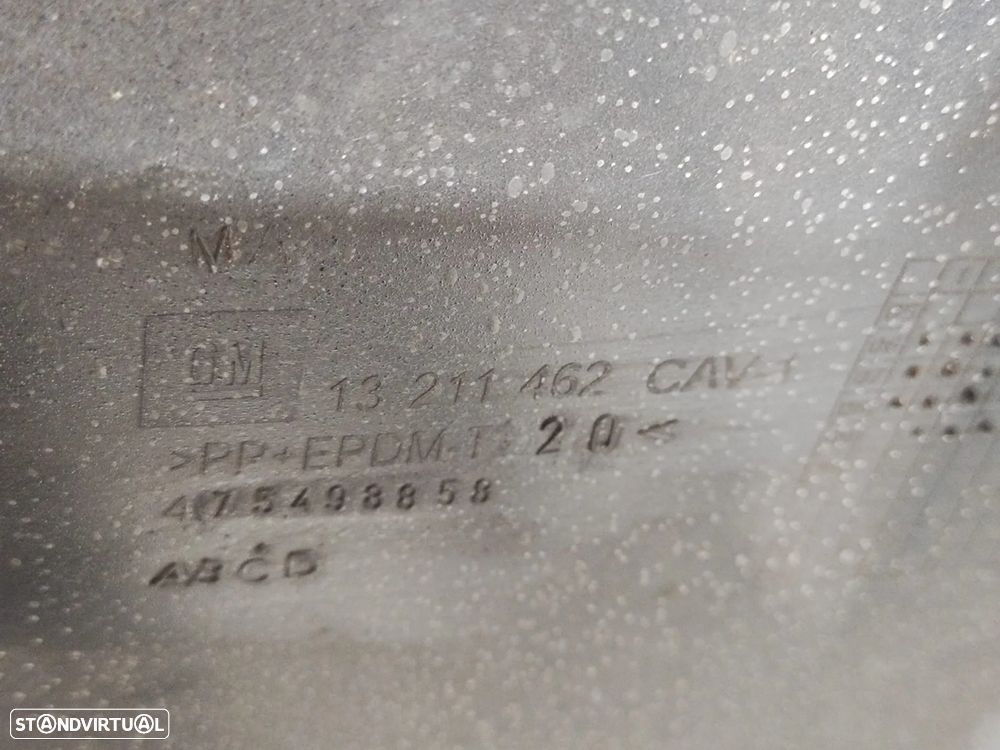 GM
13 211 462 CAV-1
>PP+EPDM-T 20<
475498858
ABCD
STANDVIRTUAL